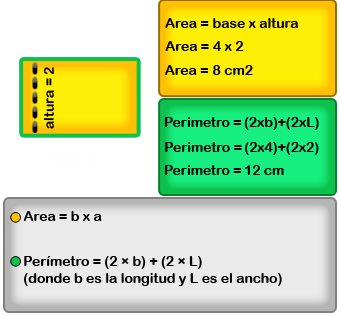 altura = 2
Area = base x altura
Area = 4 x 2
Area = 8 cm2
Perimetro = (2xb)+(2xL)
Perimetro = (2x4)+(2x2)
Perimetro = 12 cm
Area = b x a
Perímetro = (2 × b) + (2 × L)
(donde b es la longitud y L es el ancho)